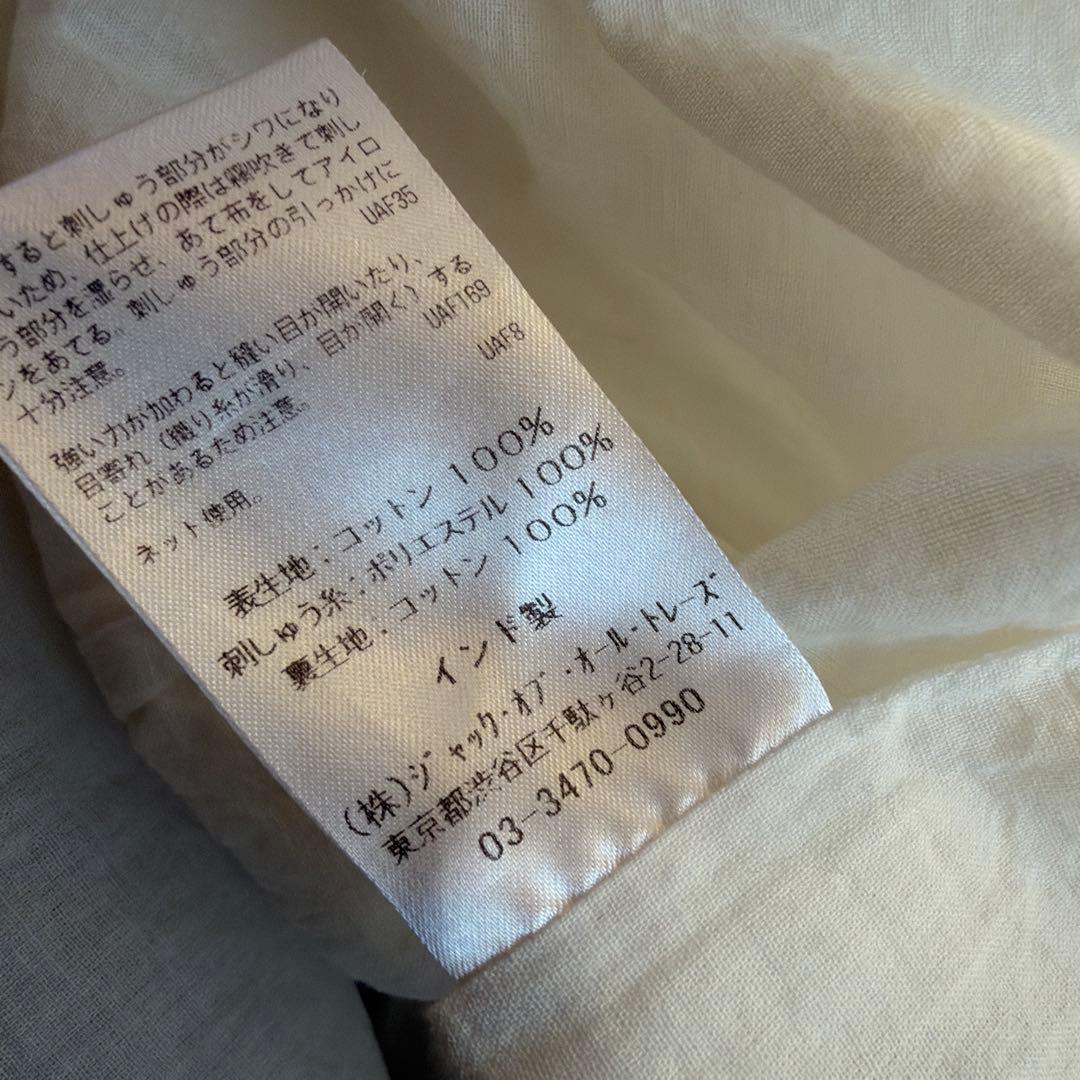 すると刺しゅう部分がシワになり
いため、仕上げの際は霧吹きで刺し
う部分を湿らせ、あて布をしてアイロ
ンをあてる。刺しゅう部分の引っかけに
十分注意。
UAF35
強い力が加わると縫い目が開いたり、
目寄れ（織り糸が滑り、目が開く）する
ことがあるため注意。
UAF169
ネット使用。
UAF8
表生地:コットン 100%
刺しゅう糸:ポリエステル 100%
裏生地:コットン 100%
インド製
(株)ジャック・オブ・オール・トレーズ
東京都渋谷区千駄ヶ谷2-28-11
03-3470-0990